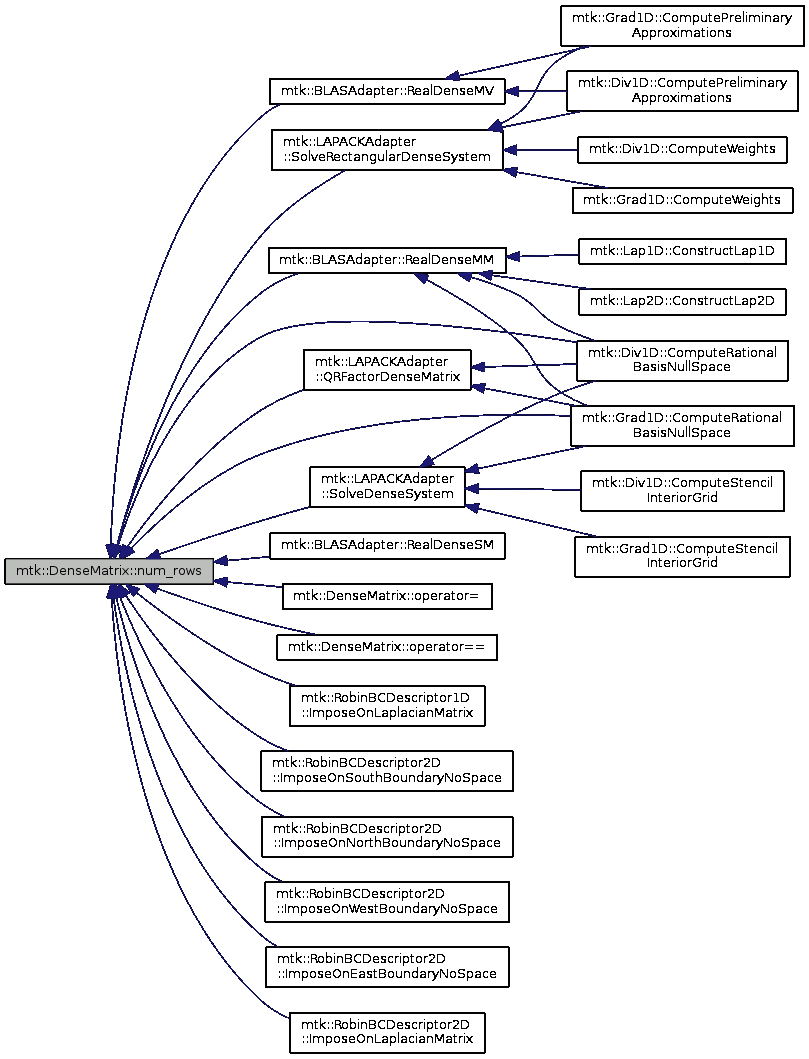 mtk::Grad1D::ComputePreliminary
Approximations
mtk::BLASAdapter::RealDenseMV
mtk::Div1D::ComputePreliminary
Approximations
mtk::LAPACKAdapter
::SolveRectangularDenseSystem
mtk::Div1D::ComputeWeights
mtk::Grad1D::ComputeWeights
mtk::BLASAdapter::RealDenseMM
mtk::Lap1D::ConstructLap1D
mtk::Lap2D::ConstructLap2D
mtk::Div1D::ComputeRational
BasisNullSpace
mtk::LAPACKAdapter
::QRFactorDenseMatrix
mtk::Grad1D::ComputeRational
BasisNullSpace
mtk::LAPACKAdapter
::SolveDenseSystem
mtk::Div1D::ComputeStencil
InteriorGrid
mtk::BLASAdapter::RealDenseSM
mtk::Grad1D::ComputeStencil
InteriorGrid
mtk::DenseMatrix::num_rows
mtk::DenseMatrix::operator=
mtk::DenseMatrix::operator==
mtk::RobinBCDescriptor1D
::ImposeOnLaplacianMatrix
mtk::RobinBCDescriptor2D
::ImposeOnSouthBoundaryNoSpace
mtk::RobinBCDescriptor2D
::ImposeOnNorthBoundaryNoSpace
mtk::RobinBCDescriptor2D
::ImposeOnWestBoundaryNoSpace
mtk::RobinBCDescriptor2D
::ImposeOnEastBoundaryNoSpace
mtk::RobinBCDescriptor2D
::ImposeOnLaplacianMatrix